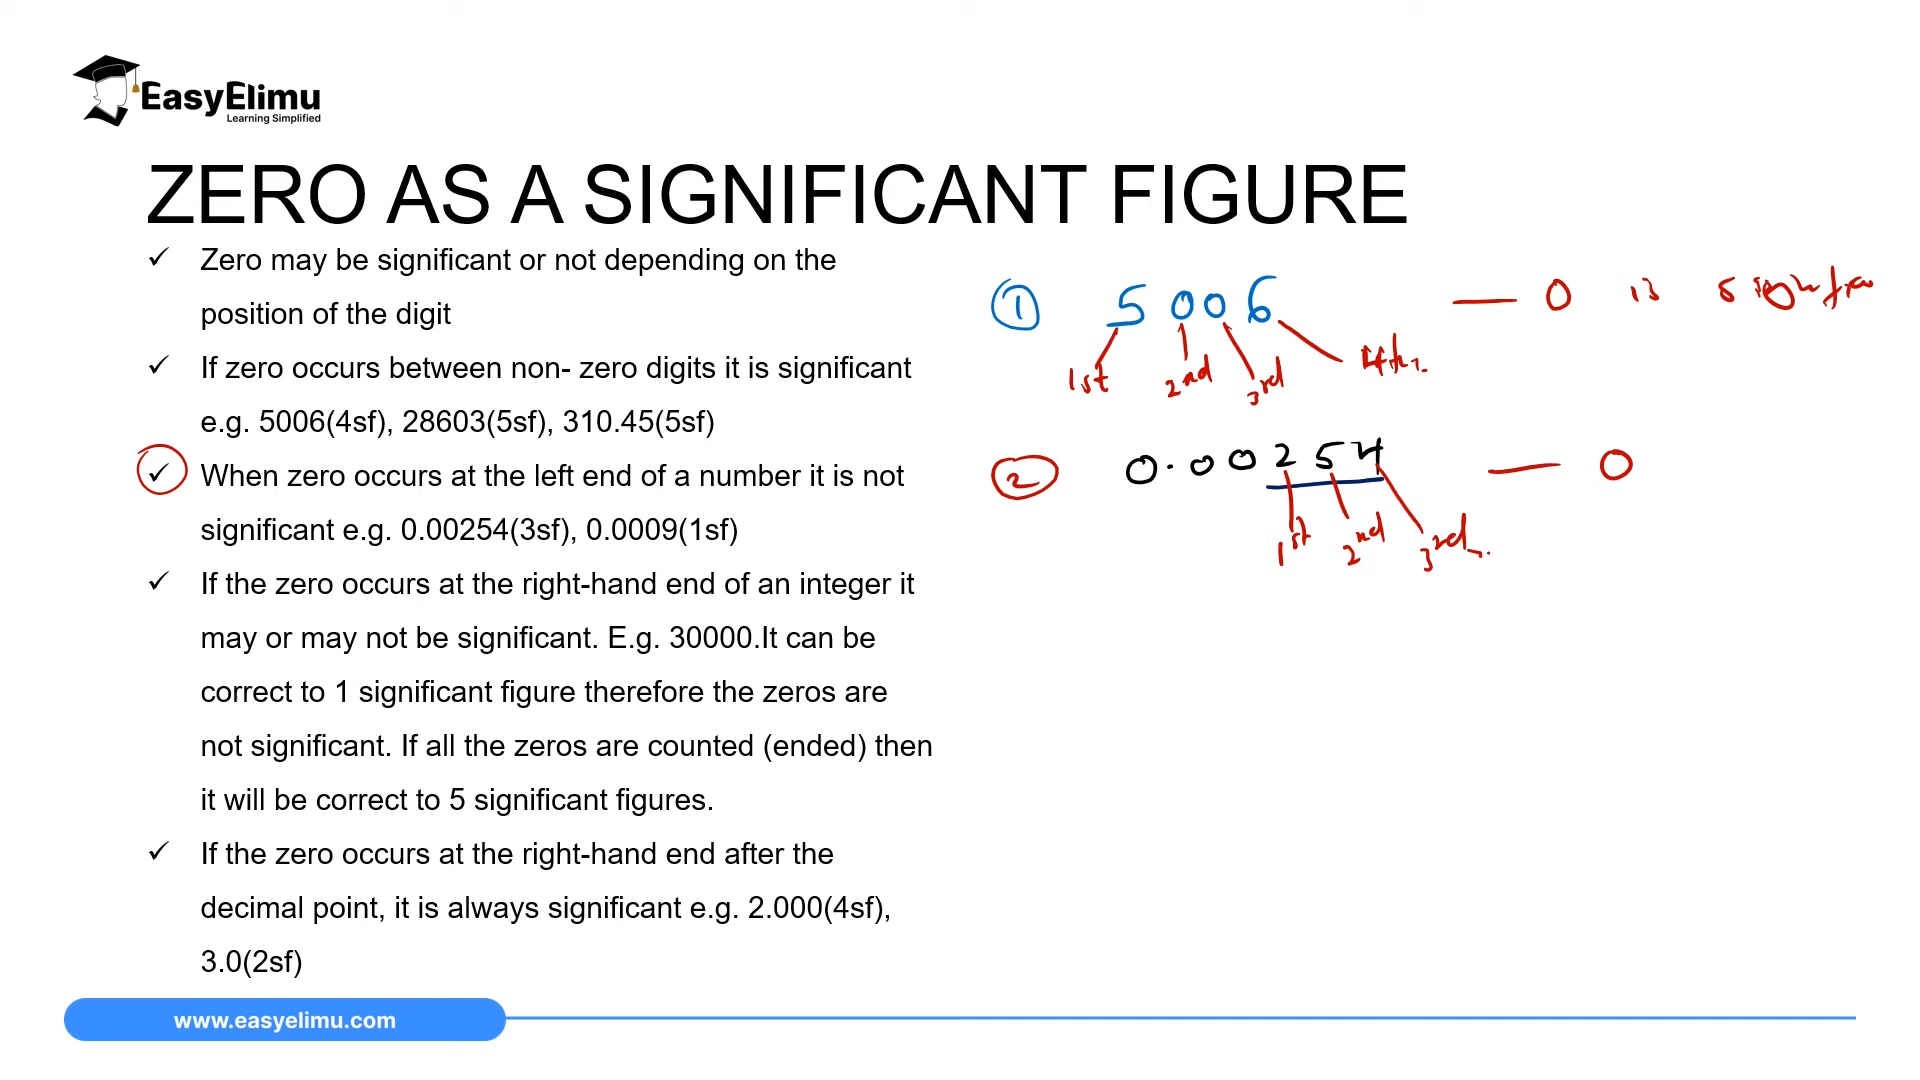 EasyElimu
Learning Simplified
ZERO AS A SIGNIFICANT FIGURE
✓ Zero may be significant or not depending on the
position of the digit
✓ If zero occurs between non- zero digits it is significant
e.g. 5006(4sf), 28603(5sf), 310.45(5sf)
✓ When zero occurs at the left end of a number it is not
significant e.g. 0.00254(3sf), 0.0009(1sf)
✓ If the zero occurs at the right-hand end of an integer it
may or may not be significant. E.g. 30000.It can be
correct to 1 significant figure therefore the zeros are
not significant. If all the zeros are counted (ended) then
it will be correct to 5 significant figures.
✓ If the zero occurs at the right-hand end after the
decimal point, it is always significant e.g. 2.000(4sf),
3.0(2sf)
① 5006 — 0 is
1st 2nd 3rd 4th
② 0.00254 — 0
1st 2nd 3rd
www.easyelimu.com